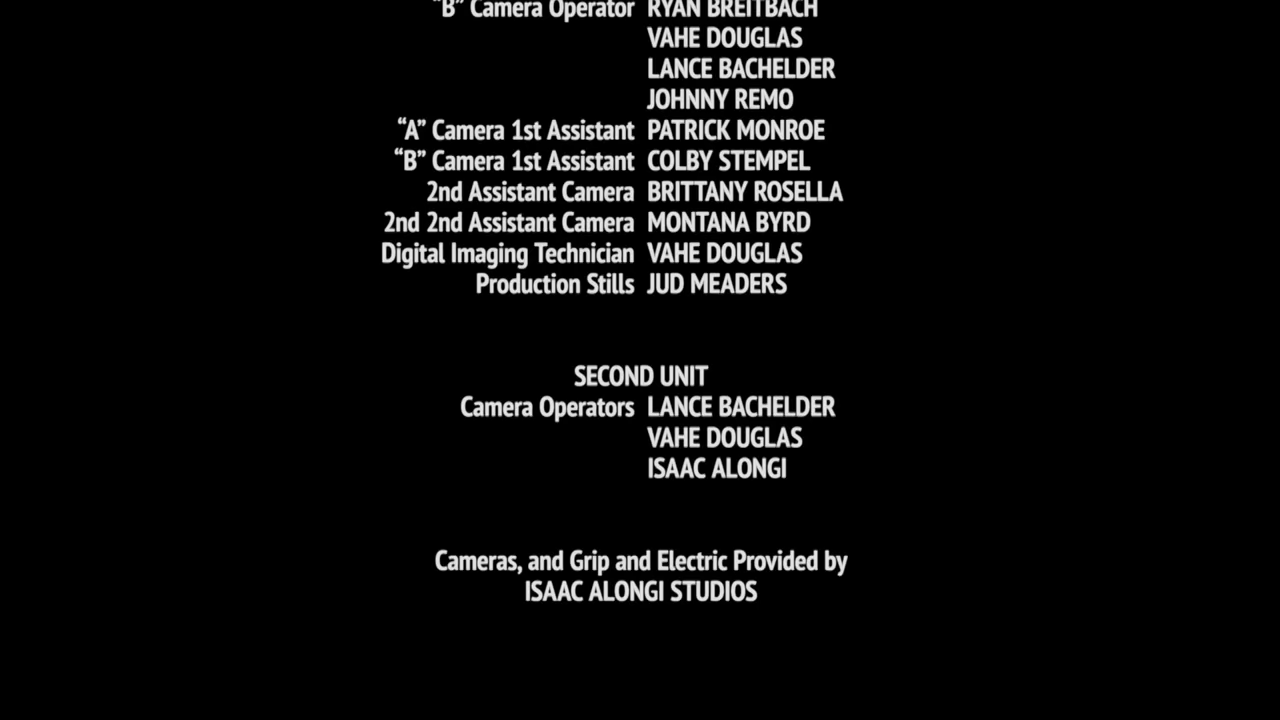 “B” Camera Operator RYAN BREITBACH
VAHE DOUGLAS
LANCE BACHELDER
JOHNNY REMO
“A” Camera 1st Assistant PATRICK MONROE
“B” Camera 1st Assistant COLBY STEMPEL
2nd Assistant Camera BRITTANY ROSELLA
2nd 2nd Assistant Camera MONTANA BYRD
Digital Imaging Technician VAHE DOUGLAS
Production Stills JUD MEADERS
SECOND UNIT
Camera Operators LANCE BACHELDER
VAHE DOUGLAS
ISAAC ALONGI
Cameras, and Grip and Electric Provided by
ISAAC ALONGI STUDIOS